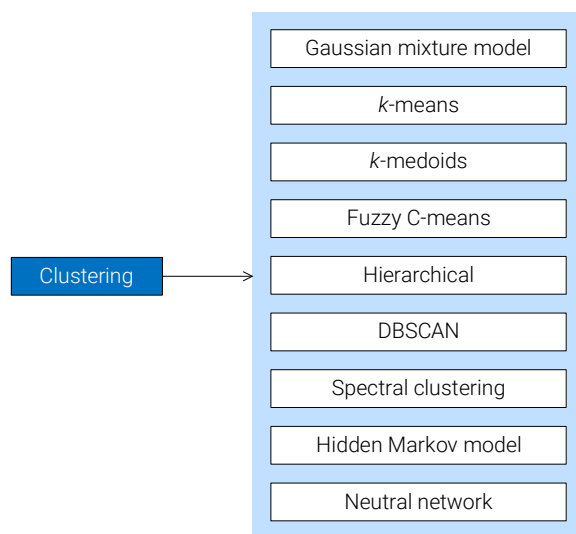 Gaussian mixture model
k-means
k-medoids
Fuzzy C-means
Clustering
Hierarchical
DBSCAN
Spectral clustering
Hidden Markov model
Neutral network